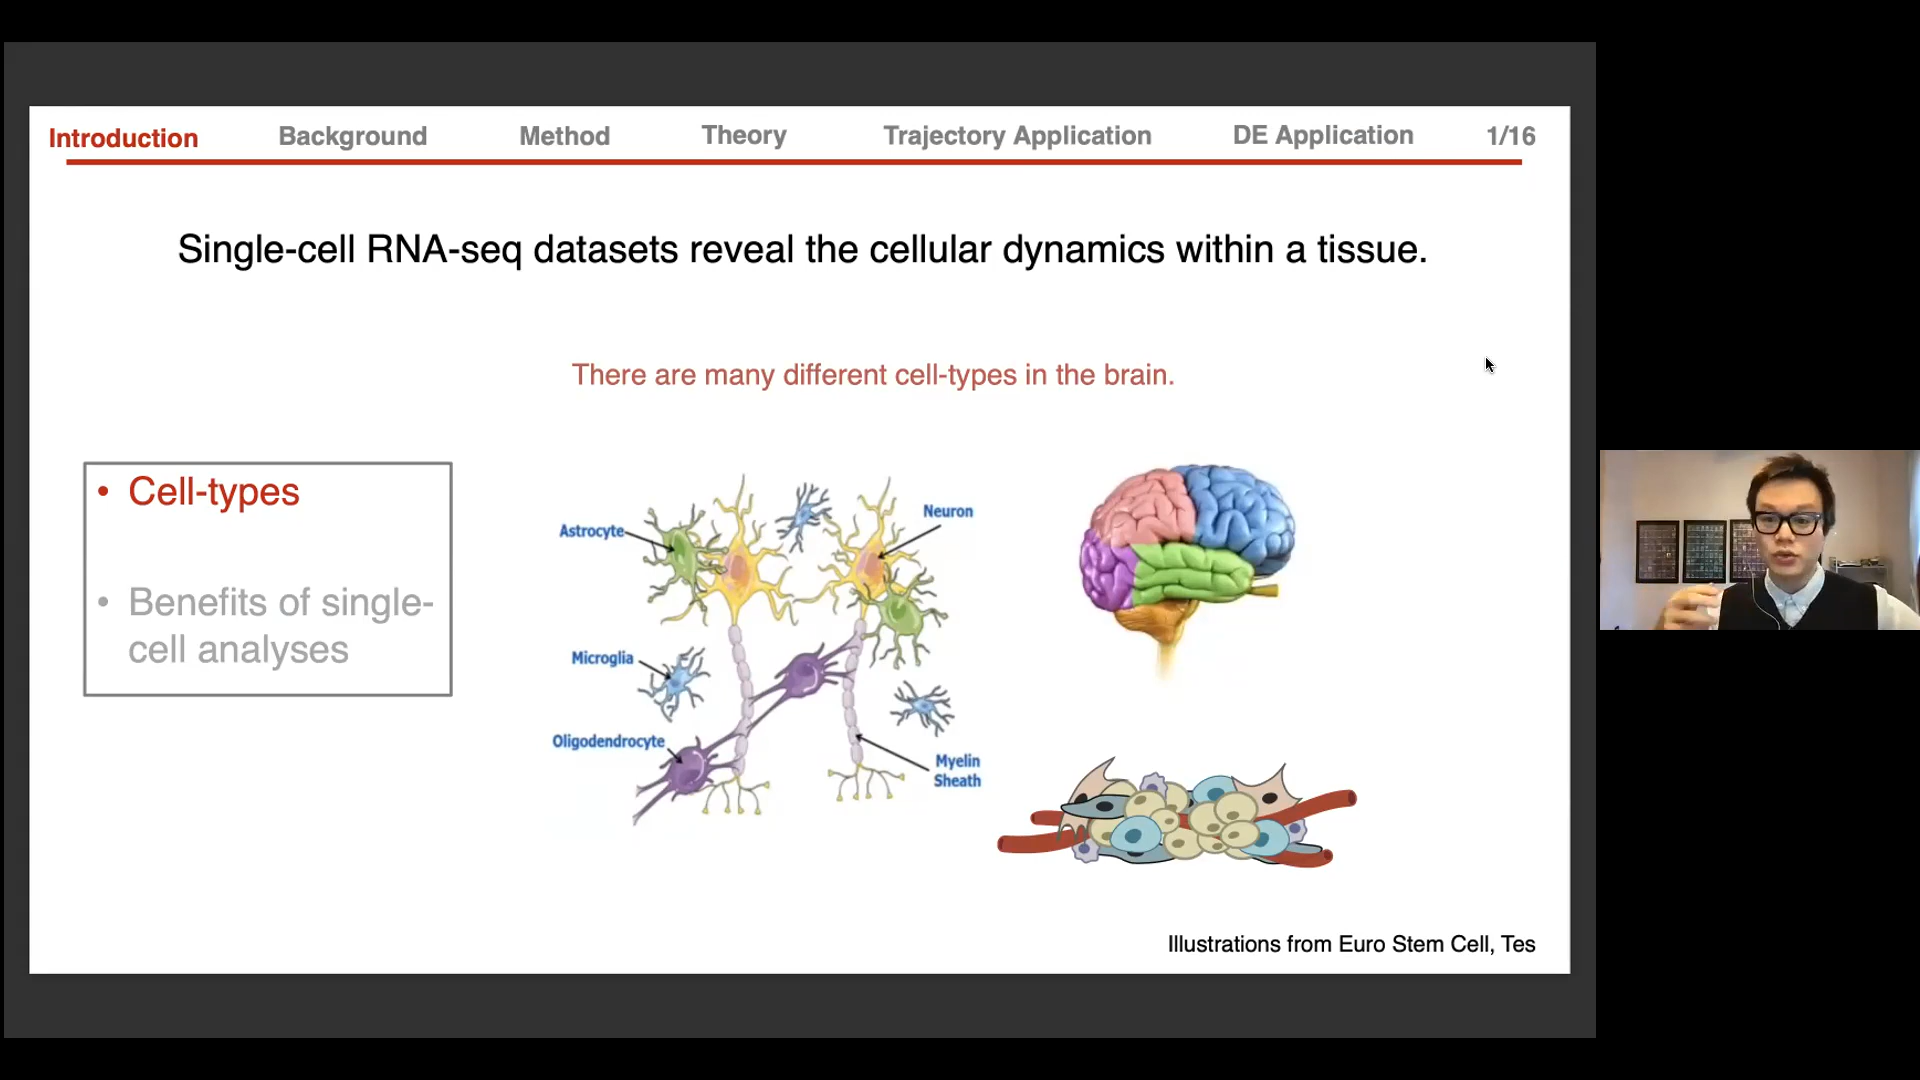 Introduction Background Method Theory Trajectory Application DE Application 1/16
Single-cell RNA-seq datasets reveal the cellular dynamics within a tissue.
There are many different cell-types in the brain.
• Cell-types
• Benefits of single-
cell analyses
Astrocyte
Neuron
Microglia
Oligodendrocyte
Myelin
Sheath
Illustrations from Euro Stem Cell, Tes